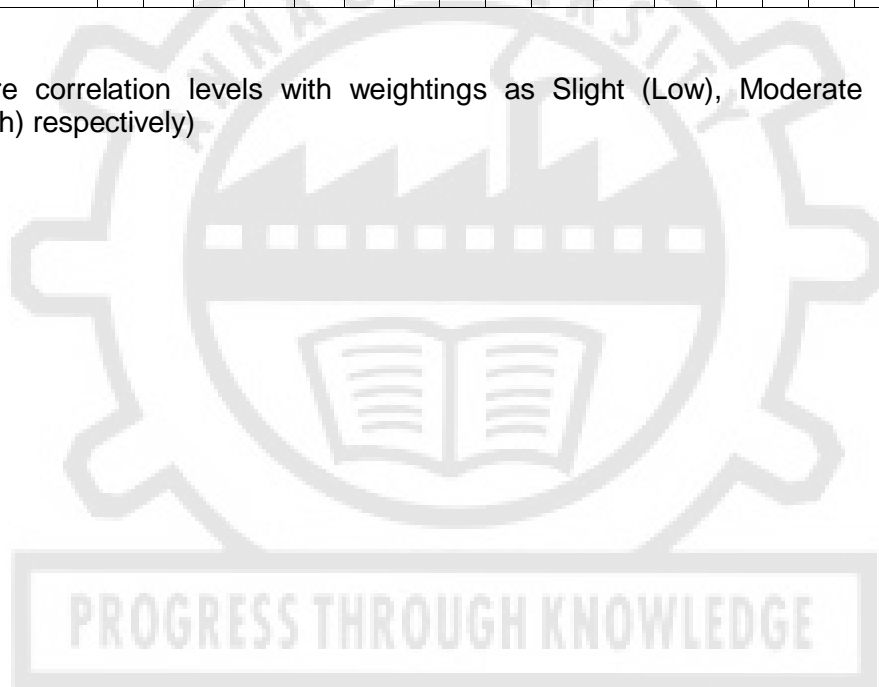 re correlation levels with weightings as Slight (Low), Moderate
h) respectively)
PROGRESS THROUGH KNOWLEDGE